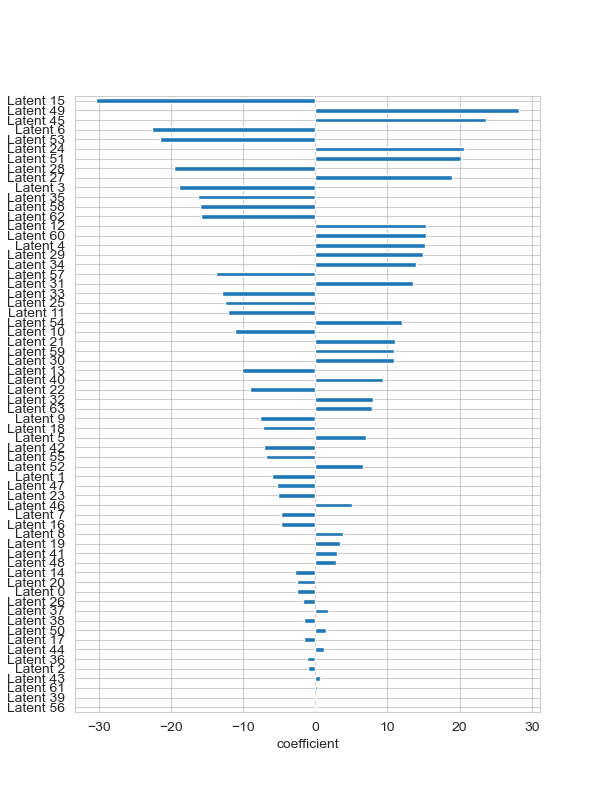 Latent 15
Latent 49
Latent 45
Latent 6
Latent 53
Latent 24
Latent 51
Latent 28
Latent 27
Latent 3
Latent 35
Latent 58
Latent 62
Latent 12
Latent 60
Latent 4
Latent 29
Latent 34
Latent 57
Latent 31
Latent 33
Latent 25
Latent 11
Latent 54
Latent 10
Latent 21
Latent 59
Latent 30
Latent 13
Latent 40
Latent 22
Latent 32
Latent 63
Latent 9
Latent 18
Latent 5
Latent 42
Latent 55
Latent 52
Latent 1
Latent 47
Latent 23
Latent 46
Latent 7
Latent 16
Latent 8
Latent 19
Latent 41
Latent 48
Latent 14
Latent 20
Latent 0
Latent 26
Latent 37
Latent 38
Latent 50
Latent 17
Latent 44
Latent 36
Latent 2
Latent 43
Latent 61
Latent 39
Latent 56
−30 −20 −10 0 10 20 30
coefficient